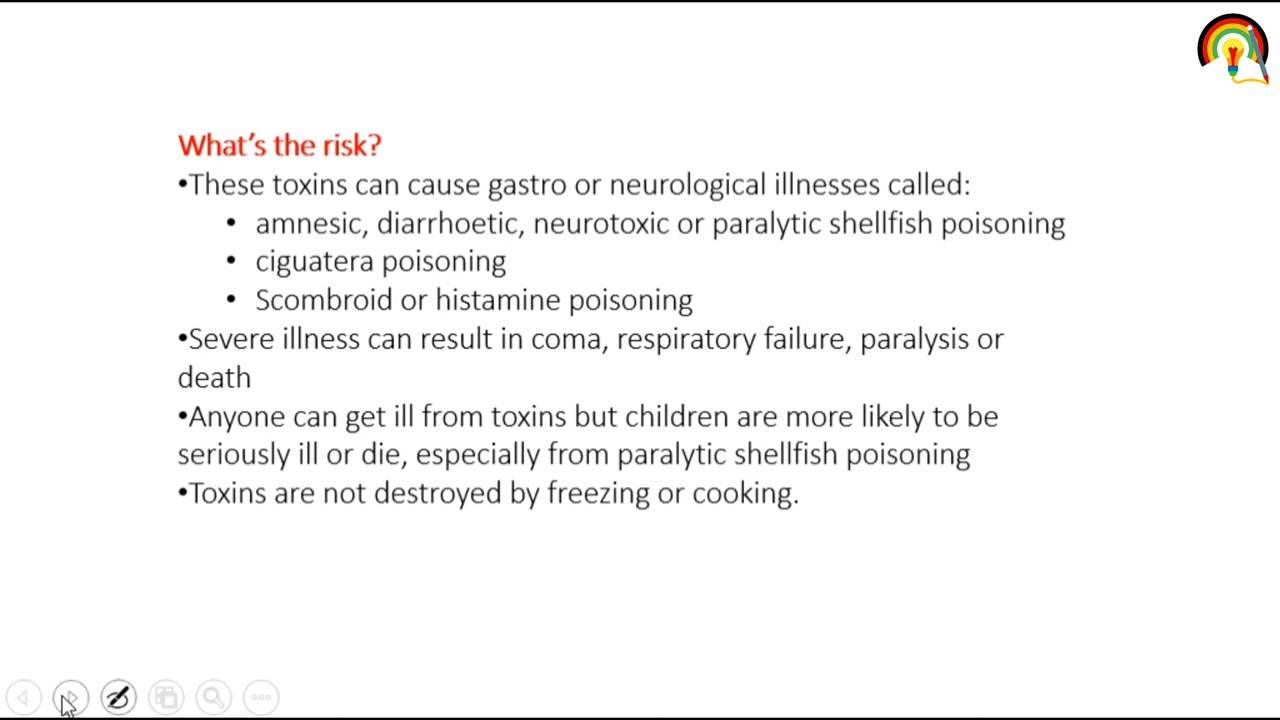 What's the risk?
•These toxins can cause gastro or neurological illnesses called:
• amnesic, diarrhoetic, neurotoxic or paralytic shellfish poisoning
• ciguatera poisoning
• Scombroid or histamine poisoning
•Severe illness can result in coma, respiratory failure, paralysis or
death
•Anyone can get ill from toxins but children are more likely to be
seriously ill or die, especially from paralytic shellfish poisoning
•Toxins are not destroyed by freezing or cooking.